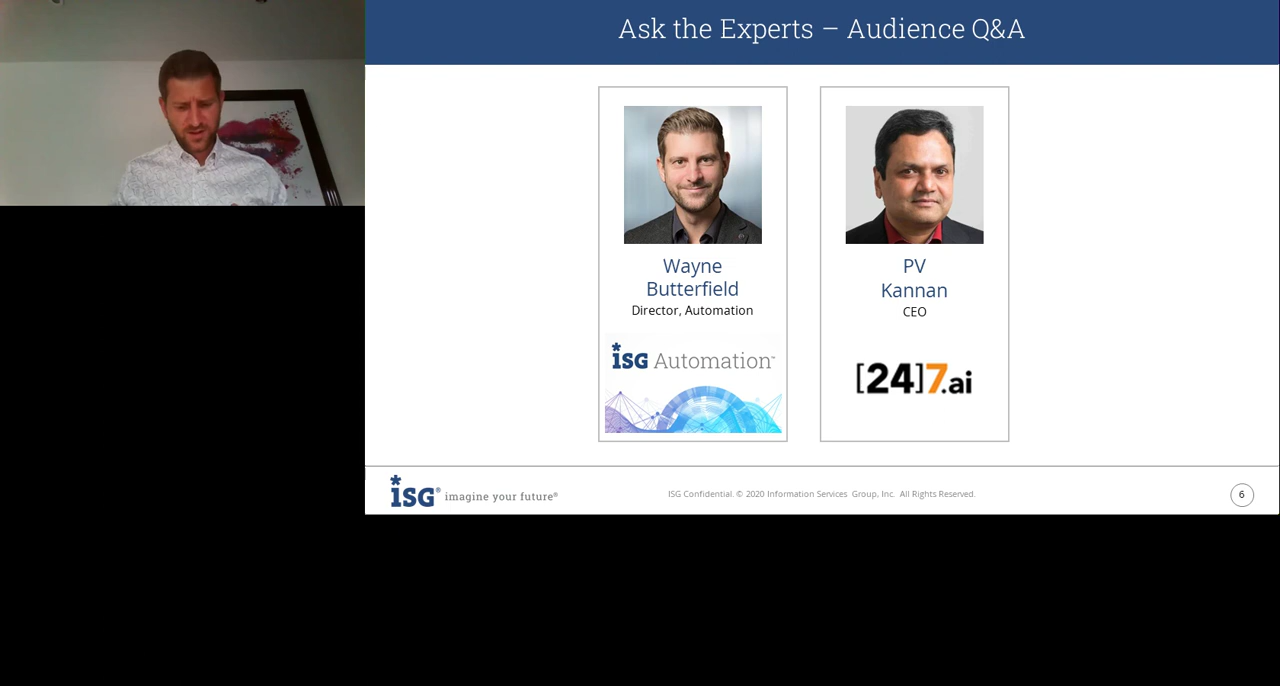 Ask the Experts – Audience Q&A
Wayne
Butterfield
Director, Automation
*ISG Automation™
PV
Kannan
CEO
[24]7.ai
*ISG® imagine your future®
ISG Confidential. © 2020 Information Services Group, Inc. All Rights Reserved.
6